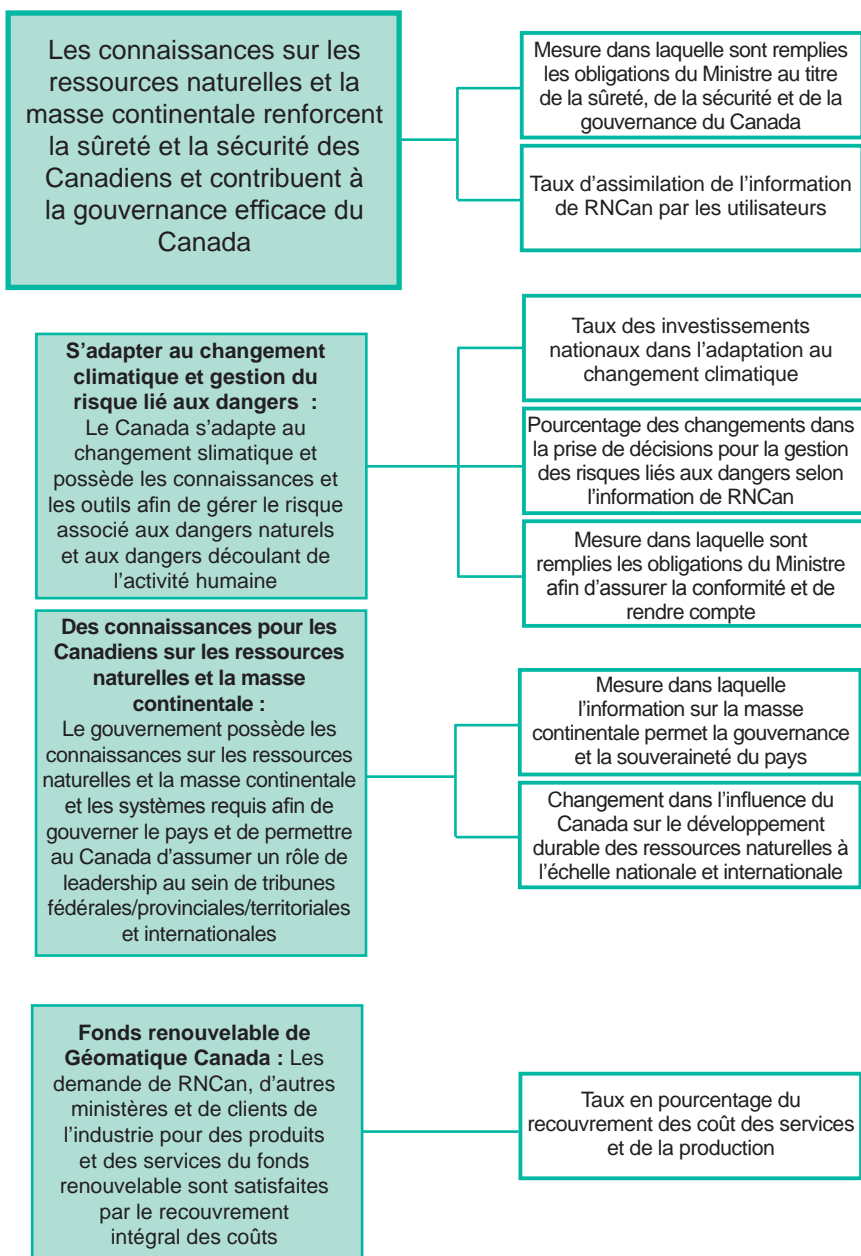 Les connaissances sur les
ressources naturelles et la
masse continentale renforcent
la sûreté et la sécurité des
Canadiens et contribuent à
la gouvernance efficace du
Canada
Mesure dans laquelle sont remplies
les obligations du Ministre au titre
de la sûreté, de la sécurité et de la
gouvernance du Canada
Taux d’assimilation de l’information
de RNCan par les utilisateurs
S’adapter au changement
climatique et gestion du
risque lié aux dangers :
Le Canada s’adapte au
changement slimatique et
possède les connaissances et
les outils afin de gérer le risque
associé aux dangers naturels
et aux dangers découlant de
l’activité humaine
Taux des investissements
nationaux dans l’adaptation au
changement climatique
Pourcentage des changements dans
la prise de décisions pour la gestion
des risques liés aux dangers selon
l’information de RNCan
Mesure dans laquelle sont
remplies les obligations du Ministre
afin d’assurer la conformité et de
rendre compte
Des connaissances pour les
Canadiens sur les ressources
naturelles et la masse
continentale :
Le gouvernement possède les
connaissances sur les ressources
naturelles et la masse continentale
et les systèmes requis afin de
gouverner le pays et de permettre
au Canada d’assumer un rôle de
leadership au sein de tribunes
fédérales/provinciales/territoriales
et internationales
Mesure dans laquelle
l’information sur la masse
continentale permet la gouvernance
et la souveraineté du pays
Changement dans l’influence du
Canada sur le développement
durable des ressources naturelles à
l’échelle nationale et internationale
Fonds renouvelable de
Géomatique Canada : Les
demande de RNCan, d’autres
ministères et de clients de
l’industrie pour des produits
et des services du fonds
renouvelable sont satisfaites
par le recouvrement
intégral des coûts
Taux en pourcentage du
recouvrement des coût des services
et de la production